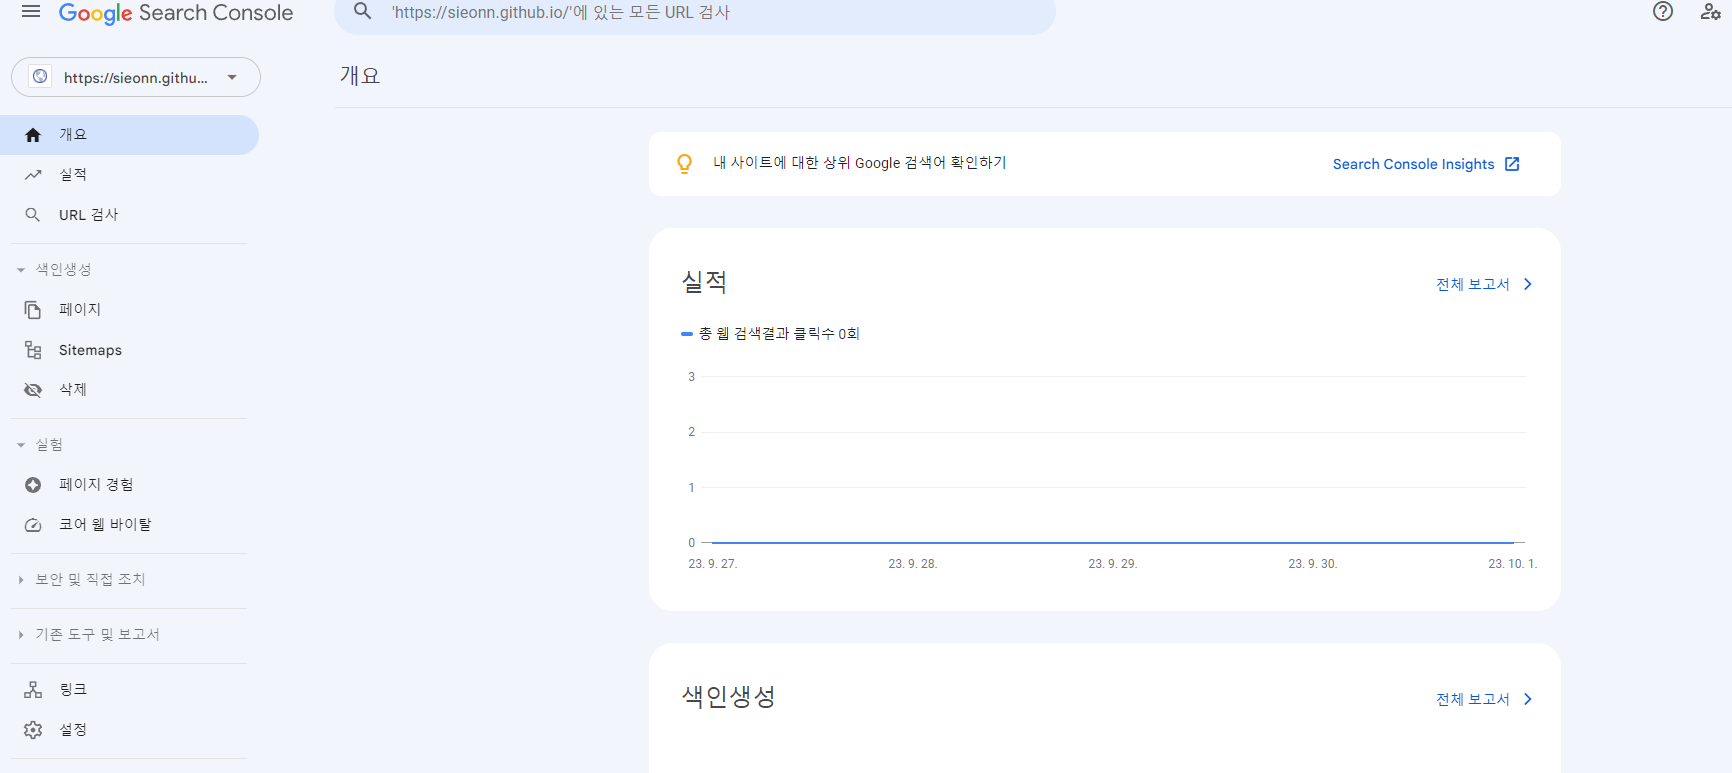 Google Search Console
'https://sieonn.github.io/'에 있는 모든 URL 검사
https://sieonn.githu...
개요
개요
실적
URL 검사
색인생성
페이지
Sitemaps
삭제
실험
페이지 경험
코어 웹 바이탈
보안 및 직접 조치
기존 도구 및 보고서
링크
설정
내 사이트에 대한 상위 Google 검색어 확인하기
Search Console Insights
실적
전체 보고서
총 웹 검색결과 클릭수 0회
3
2
1
0
23. 9. 27. 23. 9. 28. 23. 9. 29. 23. 9. 30. 23. 10. 1.
색인생성
전체 보고서